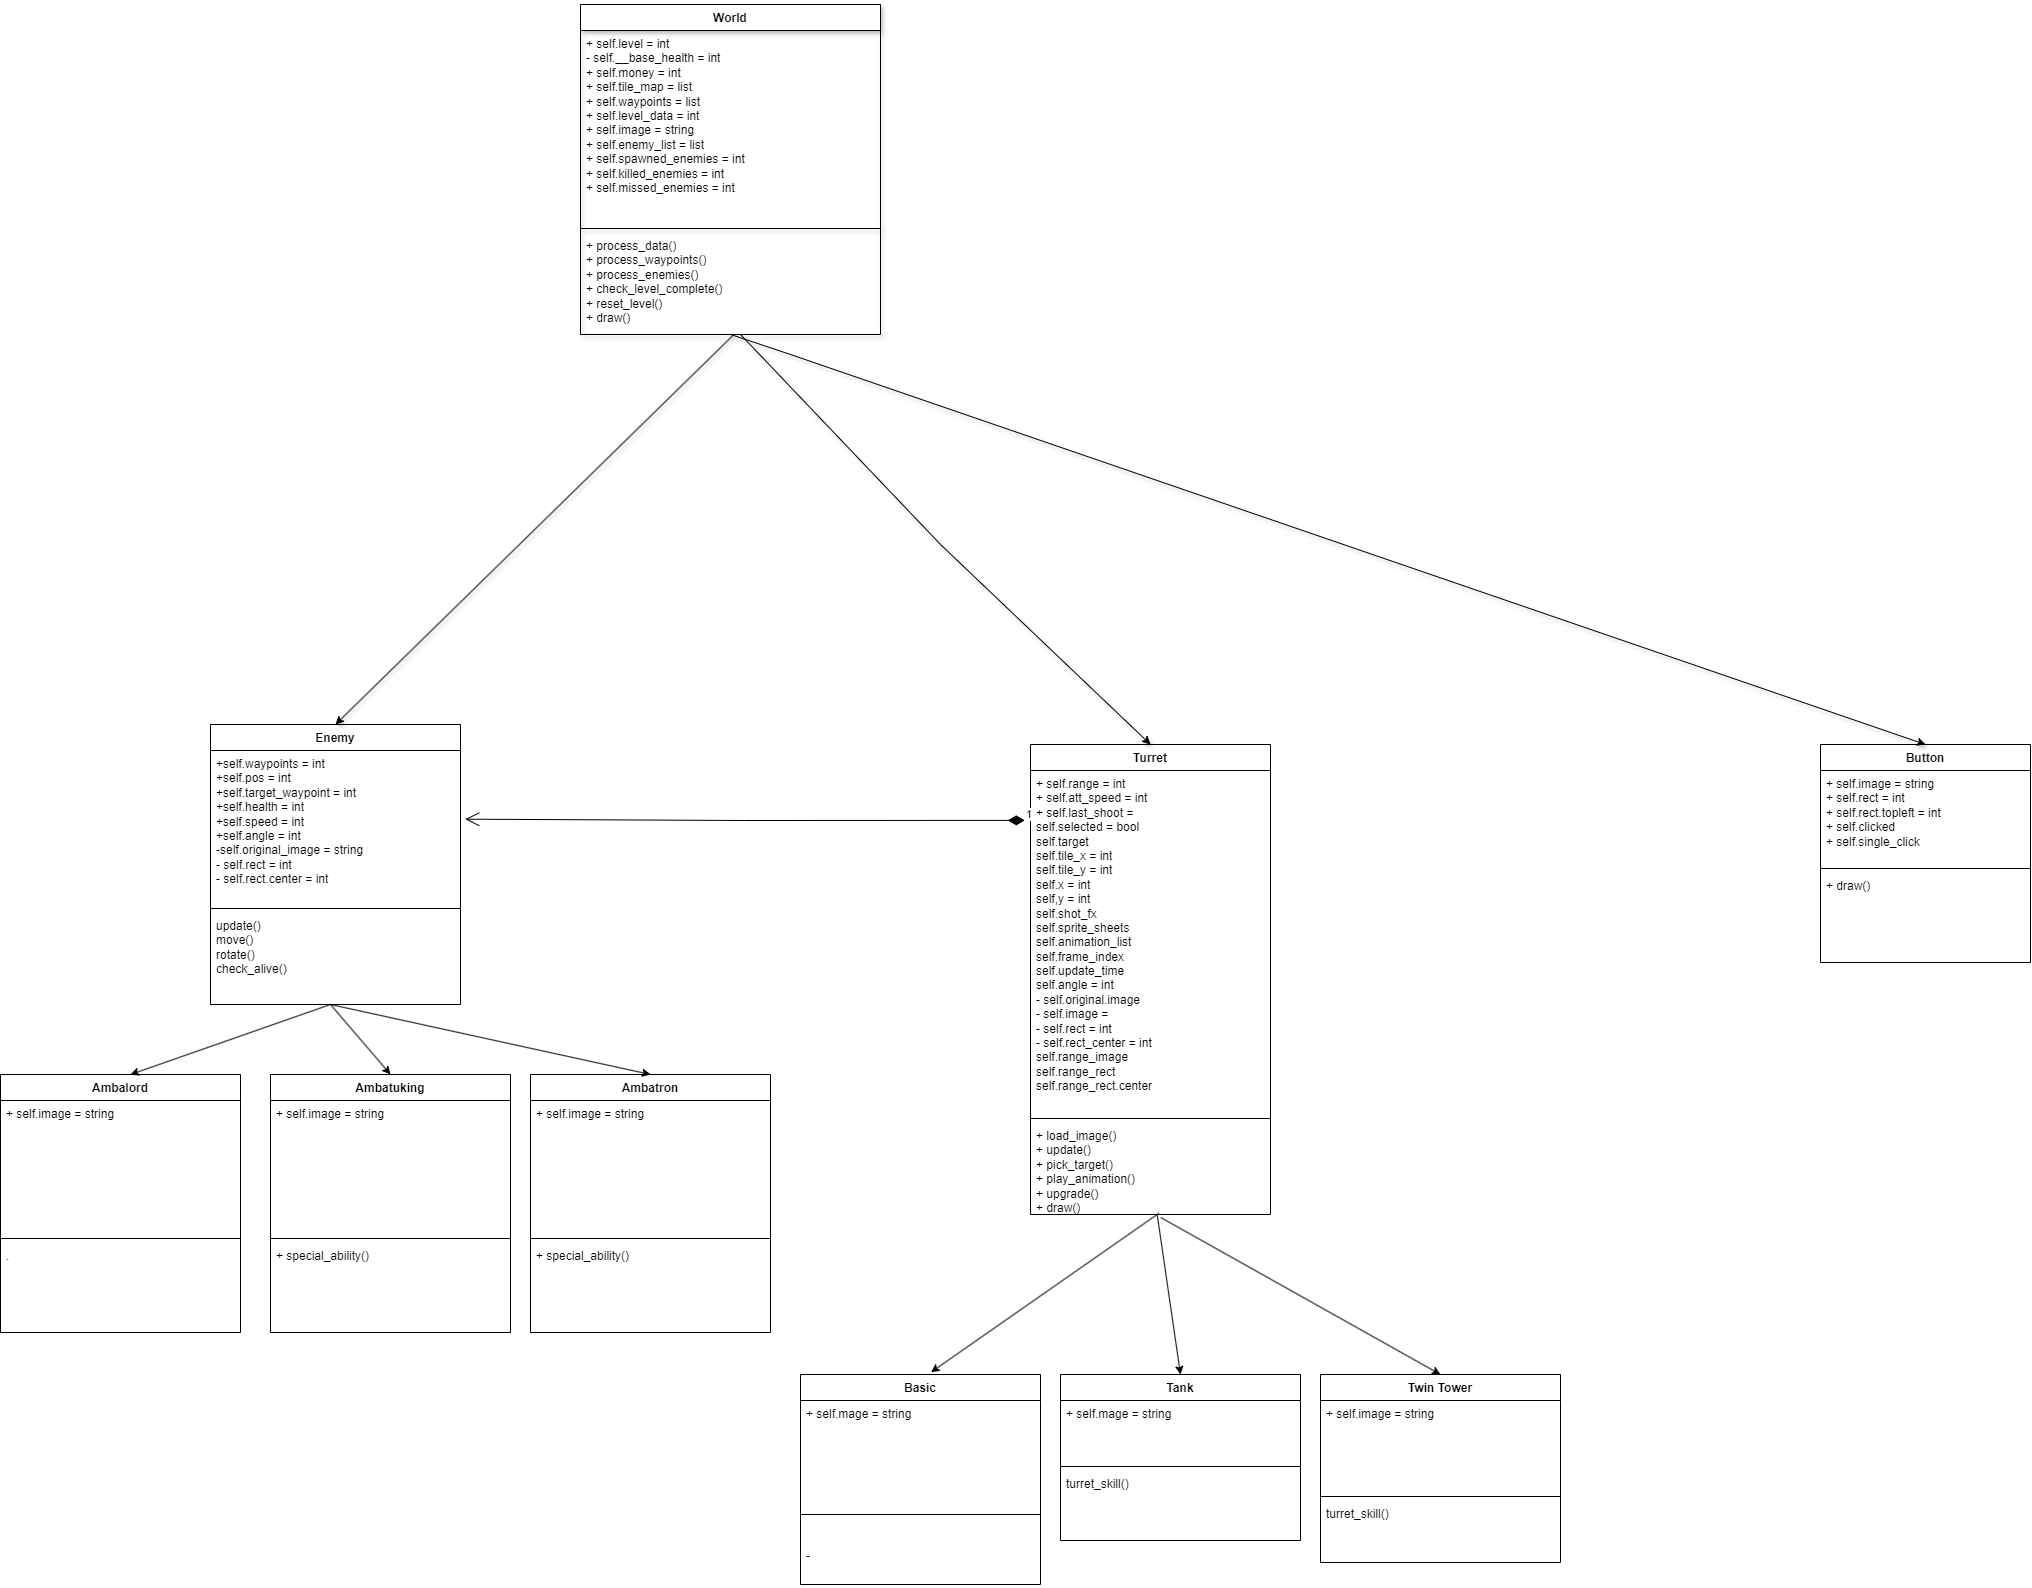 World
+ self.level = int
- self.__base_health = int
+ self.money = int
+ self.tile_map = list
+ self.waypoints = list
+ self.level_data = int
+ self.image = string
+ self.enemy_list = list
+ self.spawned_enemies = int
+ self.killed_enemies = int
+ self.missed_enemies = int
+ process_data()
+ process_waypoints()
+ process_enemies()
+ check_level_complete()
+ reset_level()
+ draw()
Enemy
+self.waypoints = int
+self.pos = int
+self.target_waypoint = int
+self.health = int
+self.speed = int
+self.angle = int
-self.original_image = string
- self.rect = int
- self.rect.center = int
update()
move()
rotate()
check_alive()
1
Turret
+ self.range = int
+ self.att_speed = int
+ self.last_shoot =
self.selected = bool
self.target
self.tile_x = int
self.tile_y = int
self.x = int
self,y = int
self.shot_fx
self.sprite_sheets
self.animation_list
self.frame_index
self.update_time
self.angle = int
- self.original.image
- self.image =
- self.rect = int
- self.rect_center = int
self.range_image
self.range_rect
self.range_rect.center
+ load_image()
+ update()
+ pick_target()
+ play_animation()
+ upgrade()
+ draw()
Button
+ self.image = string
+ self.rect = int
+ self.rect.topleft = int
+ self.clicked
+ self.single_click
+ draw()
Ambalord
+ self.image = string
.
Ambatuking
+ self.image = string
+ special_ability()
Ambatron
+ self.image = string
+ special_ability()
Basic
+ self.mage = string
-
Tank
+ self.mage = string
turret_skill()
Twin Tower
+ self.image = string
turret_skill()